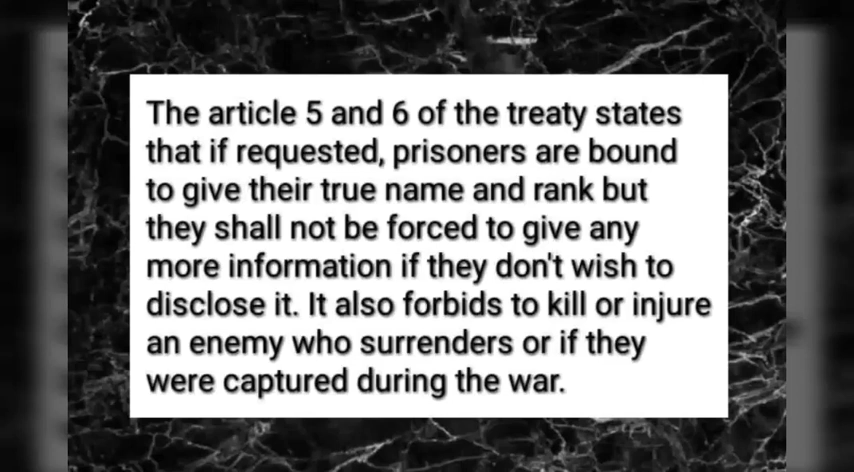 The article 5 and 6 of the treaty states
that if requested, prisoners are bound
to give their true name and rank but
they shall not be forced to give any
more information if they don't wish to
disclose it. It also forbids to kill or injure
an enemy who surrenders or if they
were captured during the war.